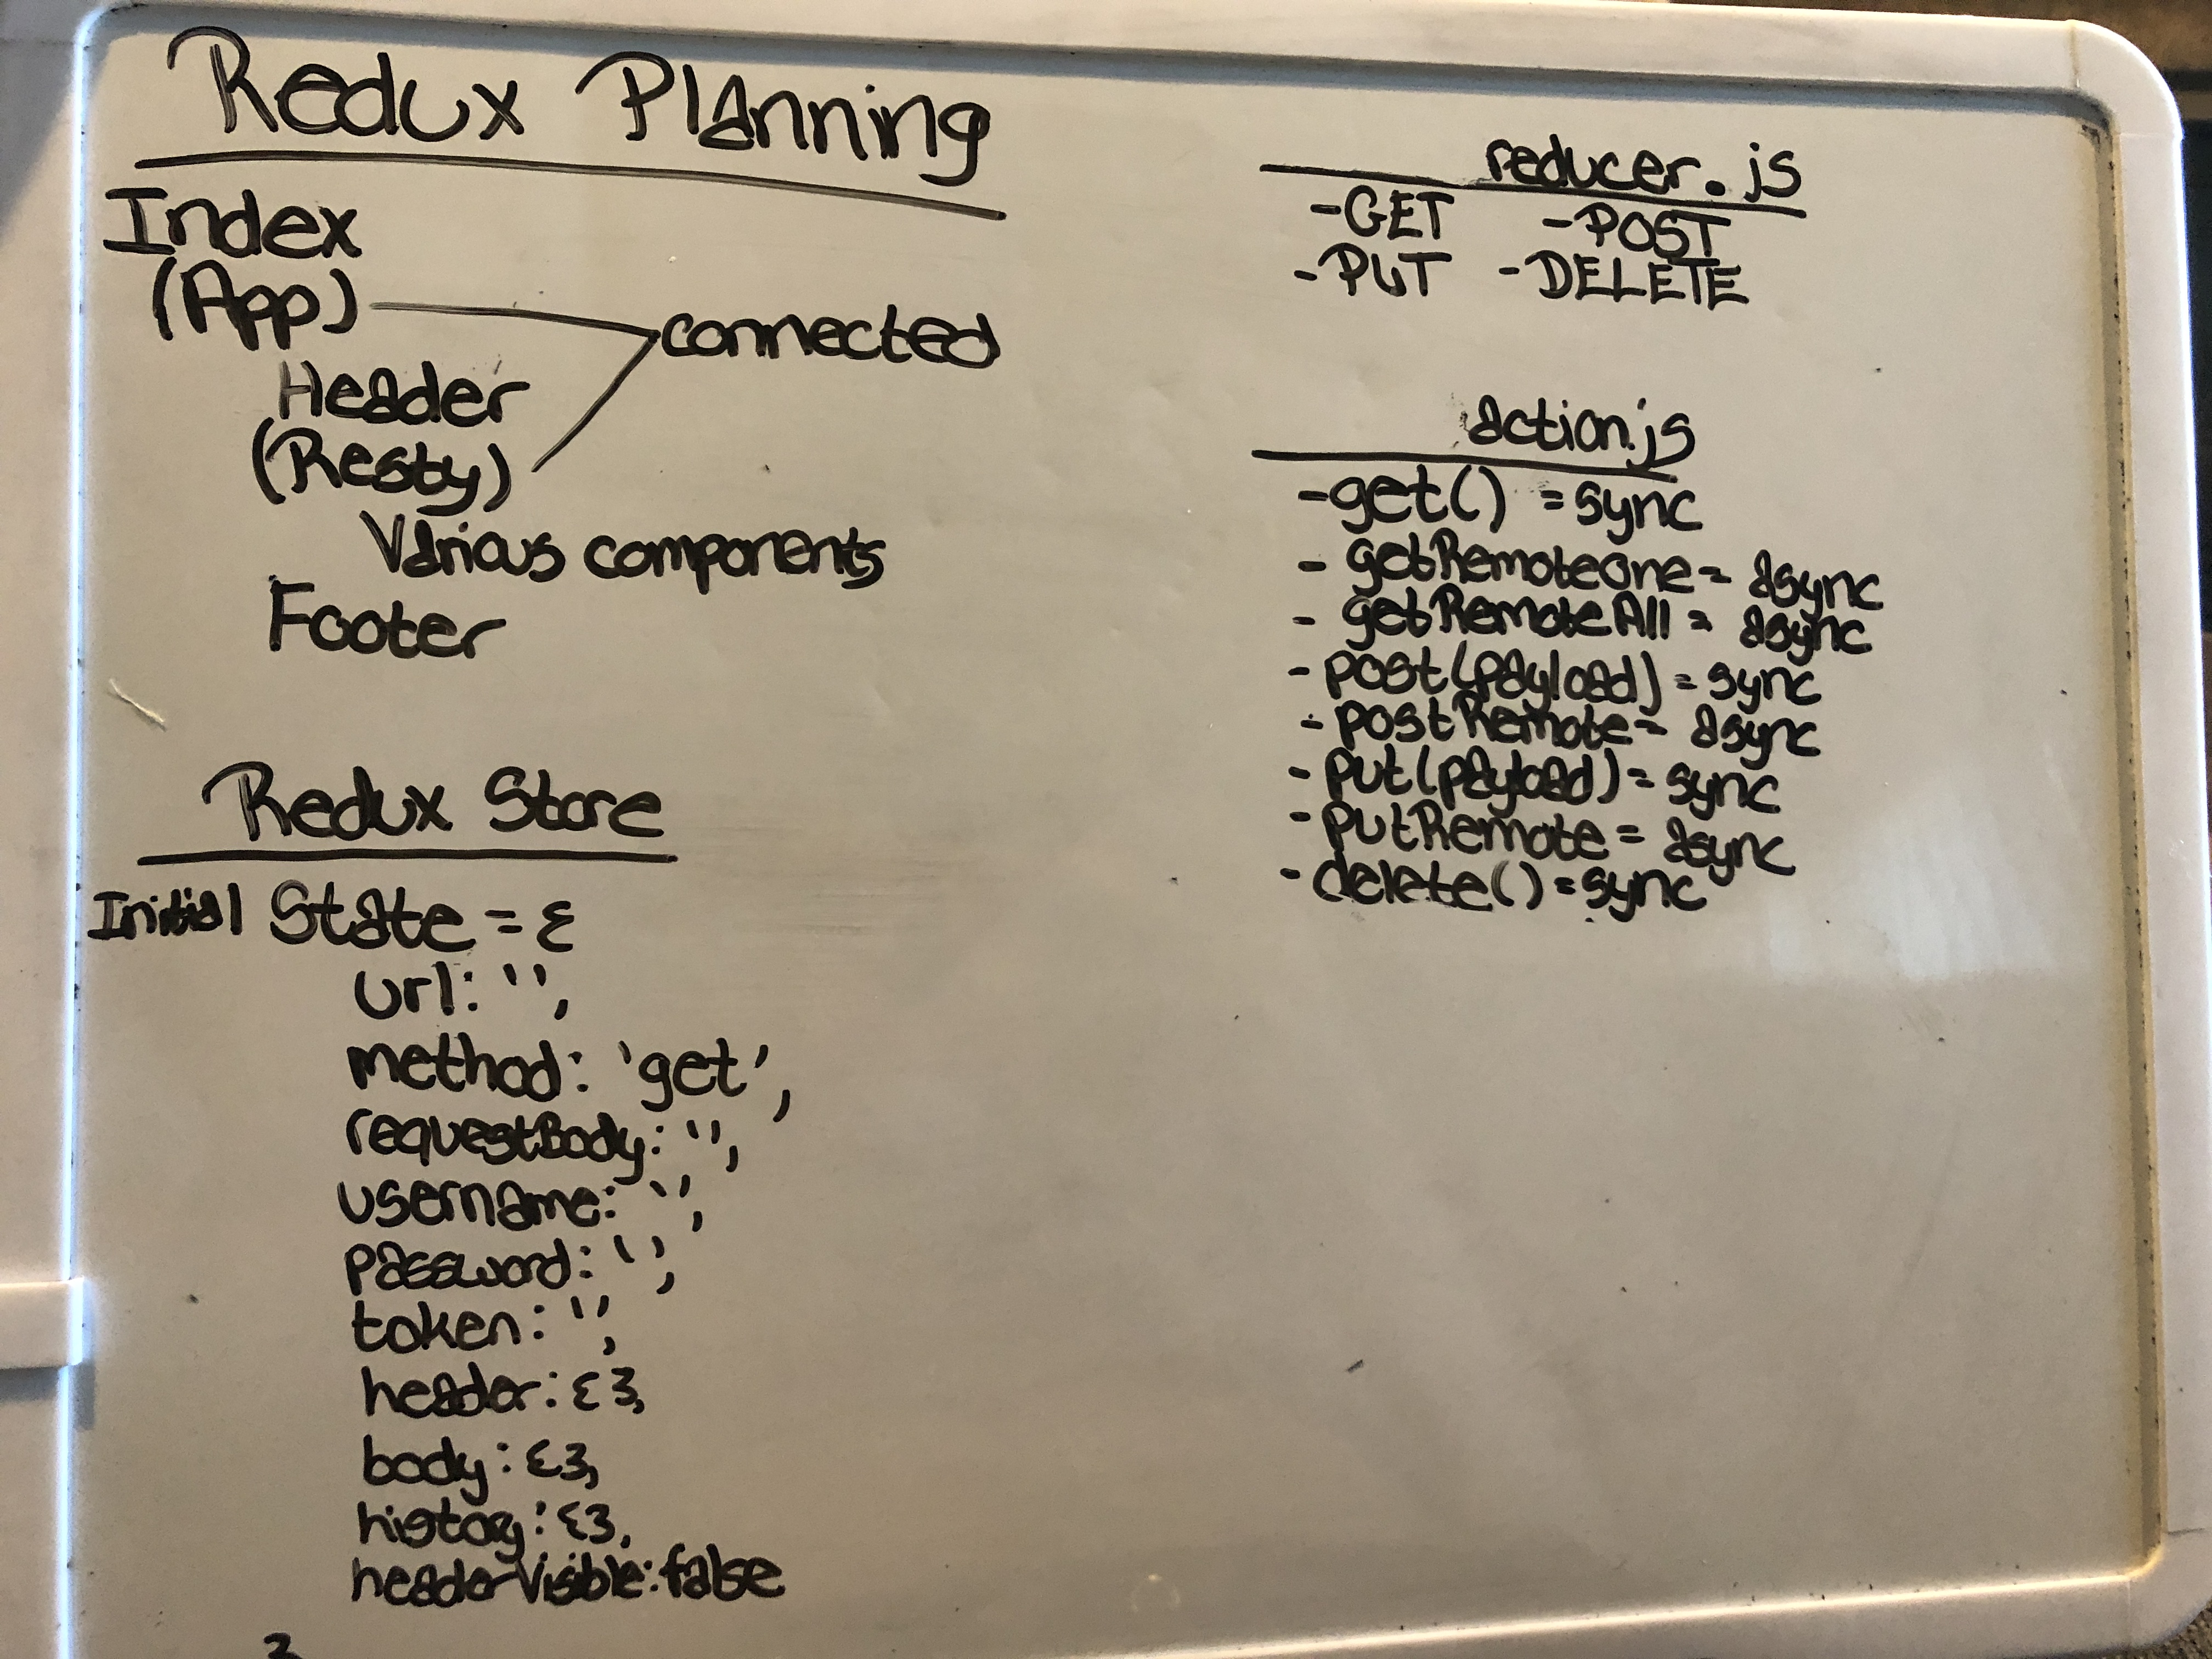 Redux Planning
Index
(App)
connected
Header
(Resty)
Various components
Footer
Redux Store
Initial State = {
url: '',
method: 'get',
requestBody: '',
username: '',
password: '',
token: '',
header: {},
body: {},
history: {},
headerVisible: false
}
reducer.js
-GET -POST
-PUT -DELETE
action.js
-get() = sync
- getRemoteOne = async
- getRemoteAll = async
- post(payload) = sync
- postRemote = async
- put(payload) = sync
- putRemote = async
- delete() = sync